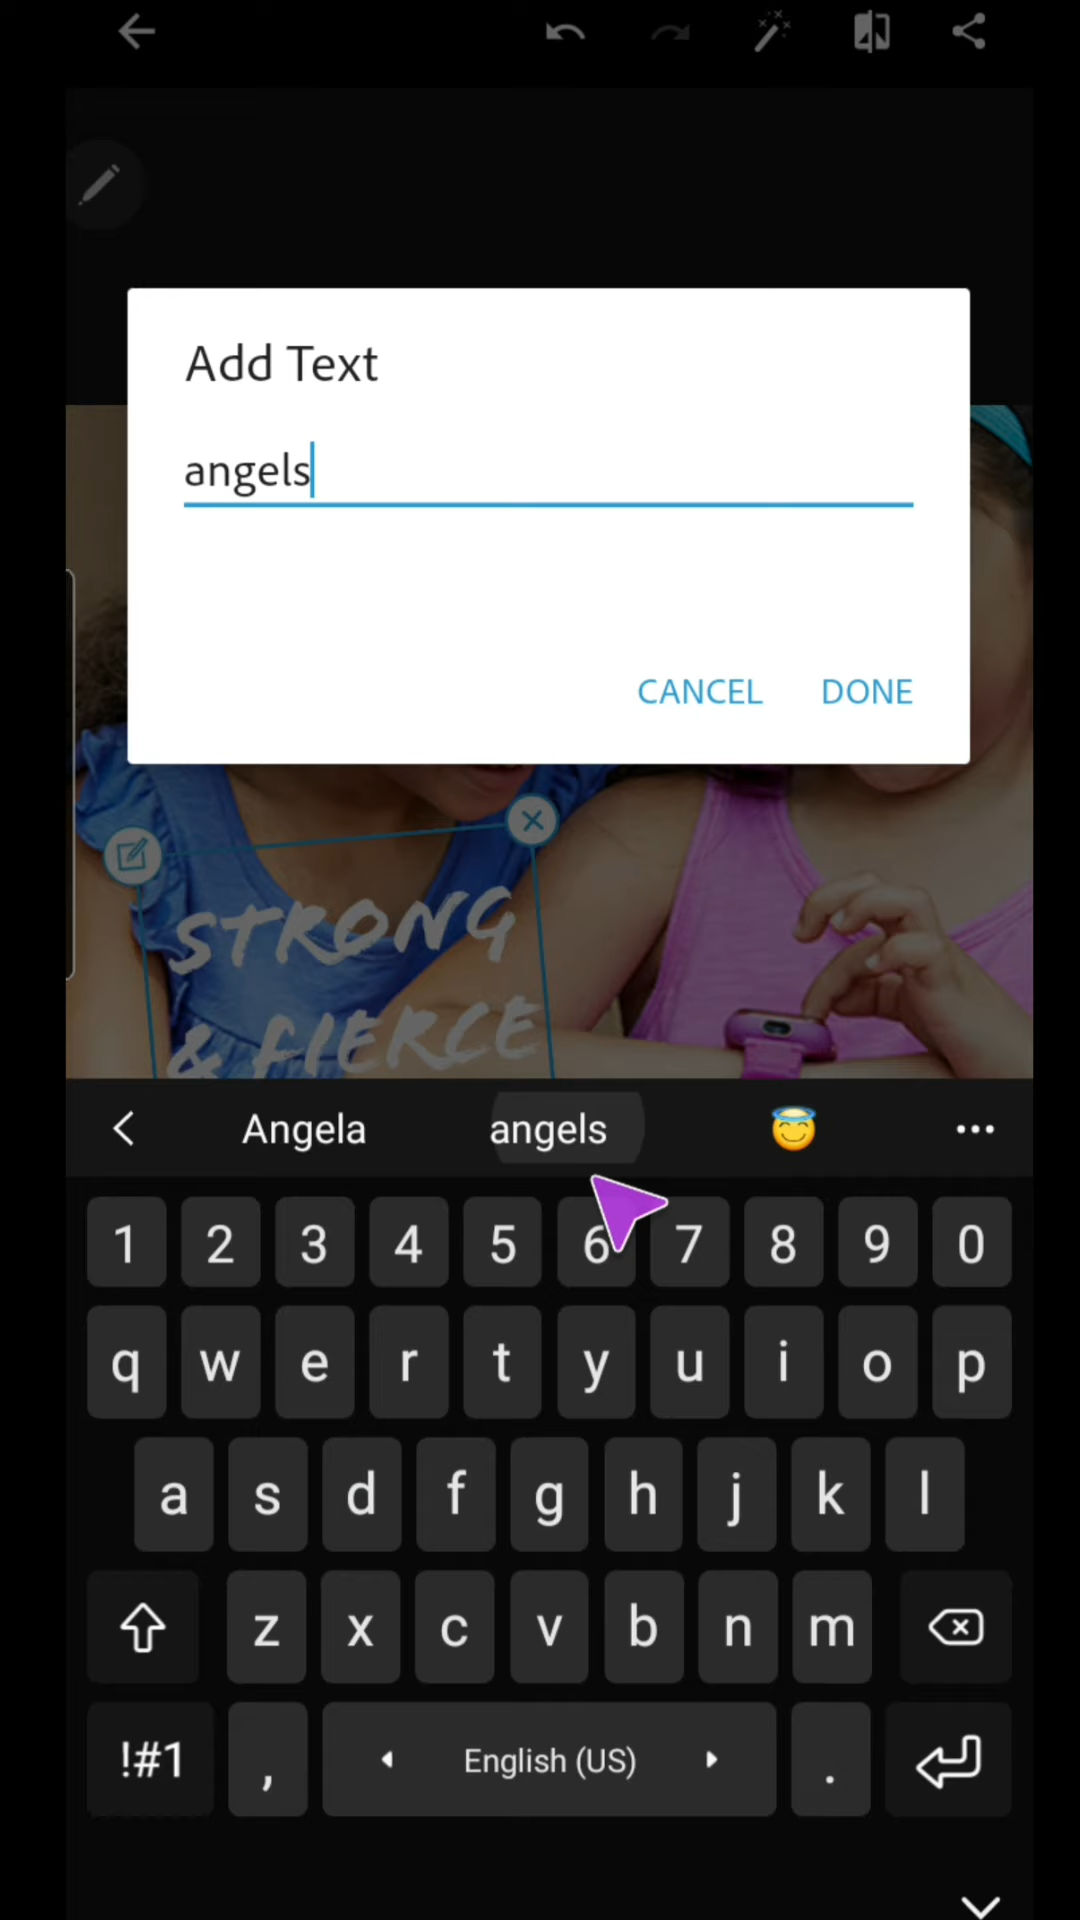 Add Text
angels
CANCEL DONE
STRONG
& FIERCE
Angela angels
1 2 3 4 5 6 7 8 9 0
q w e r t y u i o p
a s d f g h j k l
z x c v b n m
!#1 , English (US) .